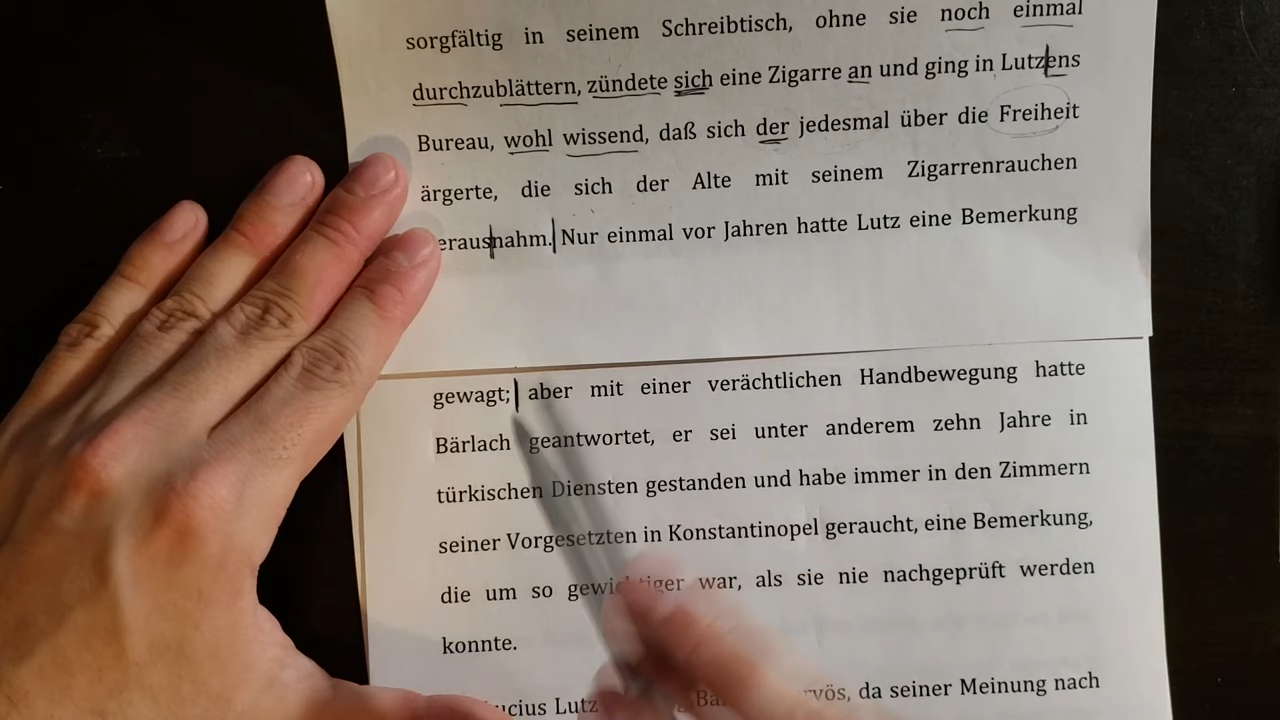 sorgfältig in seinem Schreibtisch, ohne sie noch einmal
durchzublättern, zündete sich eine Zigarre an und ging in Lutzens
Bureau, wohl wissend, daß sich der jedesmal über die Freiheit
ärgerte, die sich der Alte mit seinem Zigarrenrauchen
erausnahm. Nur einmal vor Jahren hatte Lutz eine Bemerkung
gewagt; aber mit einer verächtlichen Handbewegung hatte
Bärlach geantwortet, er sei unter anderem zehn Jahre in
türkischen Diensten gestanden und habe immer in den Zimmern
seiner Vorgesetzten in Konstantinopel geraucht, eine Bemerkung,
die um so gewichtiger war, als sie nie nachgeprüft werden
konnte.
Lutz da seiner Meinung nach